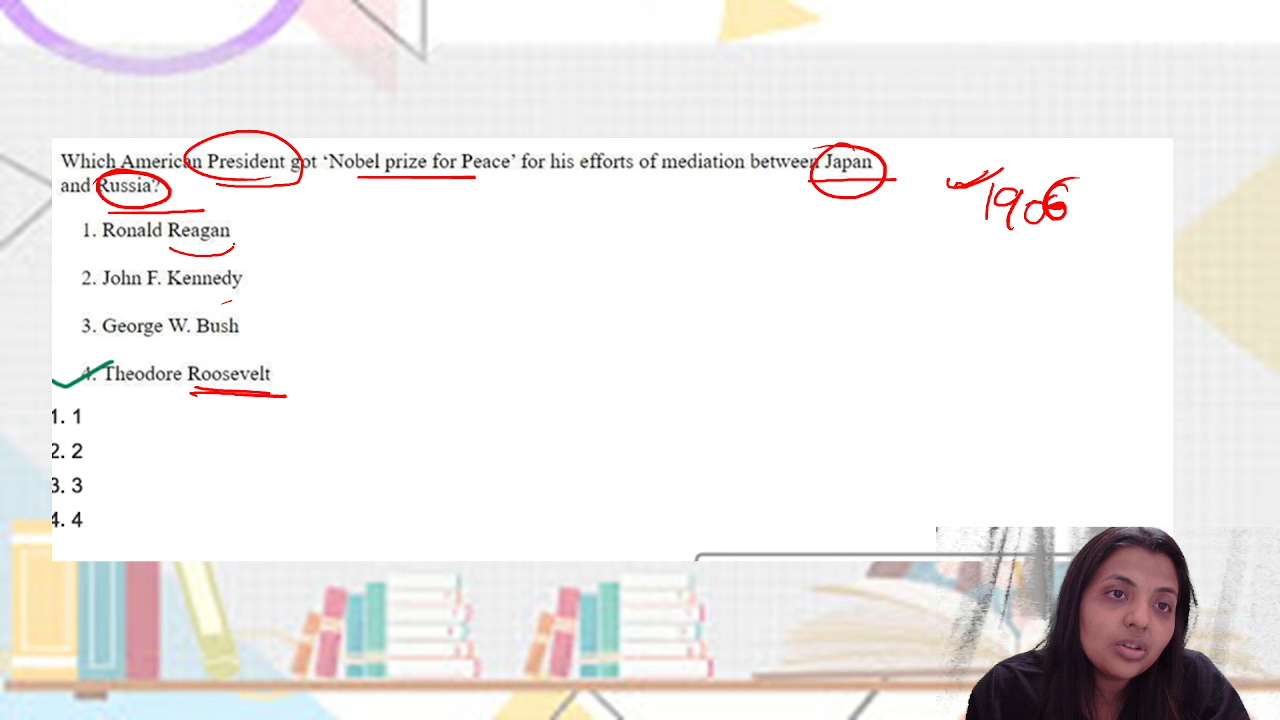 Which American President got ‘Nobel prize for Peace’ for his efforts of mediation between Japan
and Russia?
1906
1. Ronald Reagan
2. John F. Kennedy
3. George W. Bush
4. Theodore Roosevelt
1. 1
2. 2
3. 3
4. 4